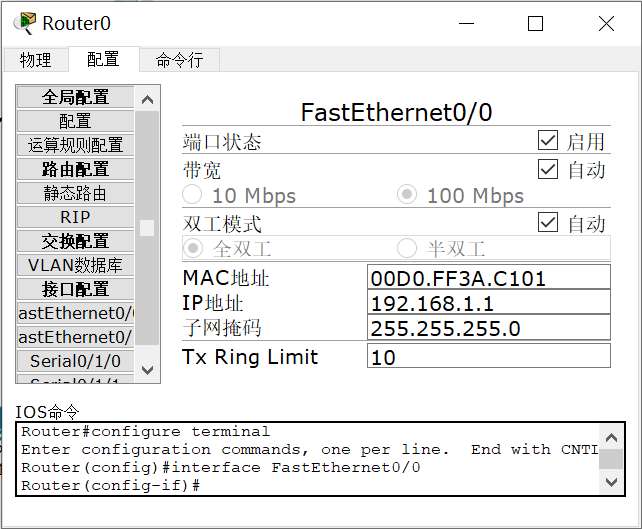 Router0
物理
配置
命令行
全局配置
配置
运算规则配置
路由配置
静态路由
RIP
交换配置
VLAN数据库
接口配置
astEthernet0/
astEthernet0/
Serial0/1/0
Serial0/1/1
FastEthernet0/0
端口状态 启用
带宽 自动
10 Mbps 100 Mbps
双工模式 自动
全双工 半双工
MAC地址 00D0.FF3A.C101
IP地址 192.168.1.1
子网掩码 255.255.255.0
Tx Ring Limit 10
IOS命令
Router#configure terminal
Enter configuration commands, one per line. End with CNTL
Router(config)#interface FastEthernet0/0
Router(config-if)#